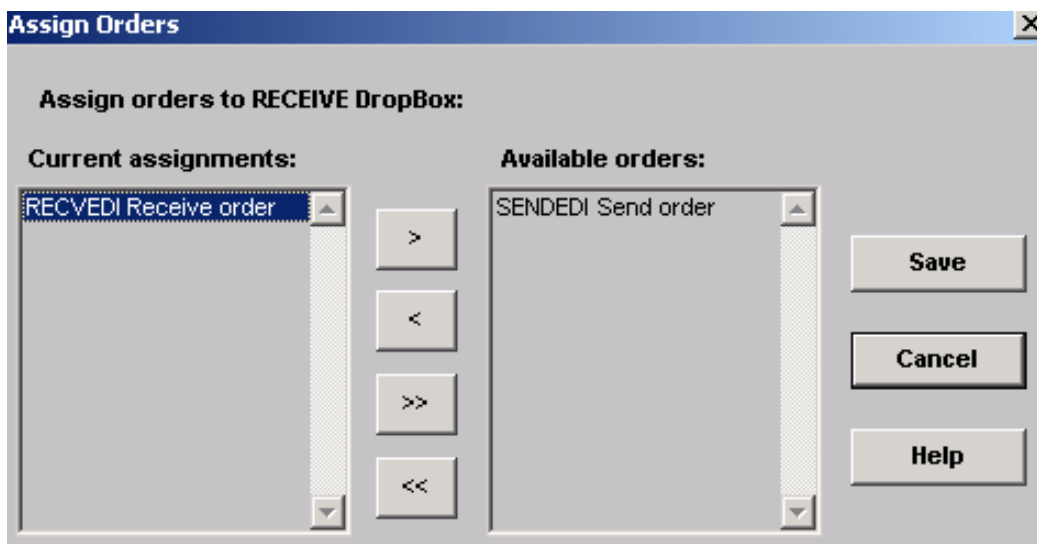 Assign Orders
Assign orders to RECEIVE DropBox:
Current assignments:
Available orders:
RECVEDI Receive order
SENDEDI Send order
>
<
>>
<<
Save
Cancel
Help